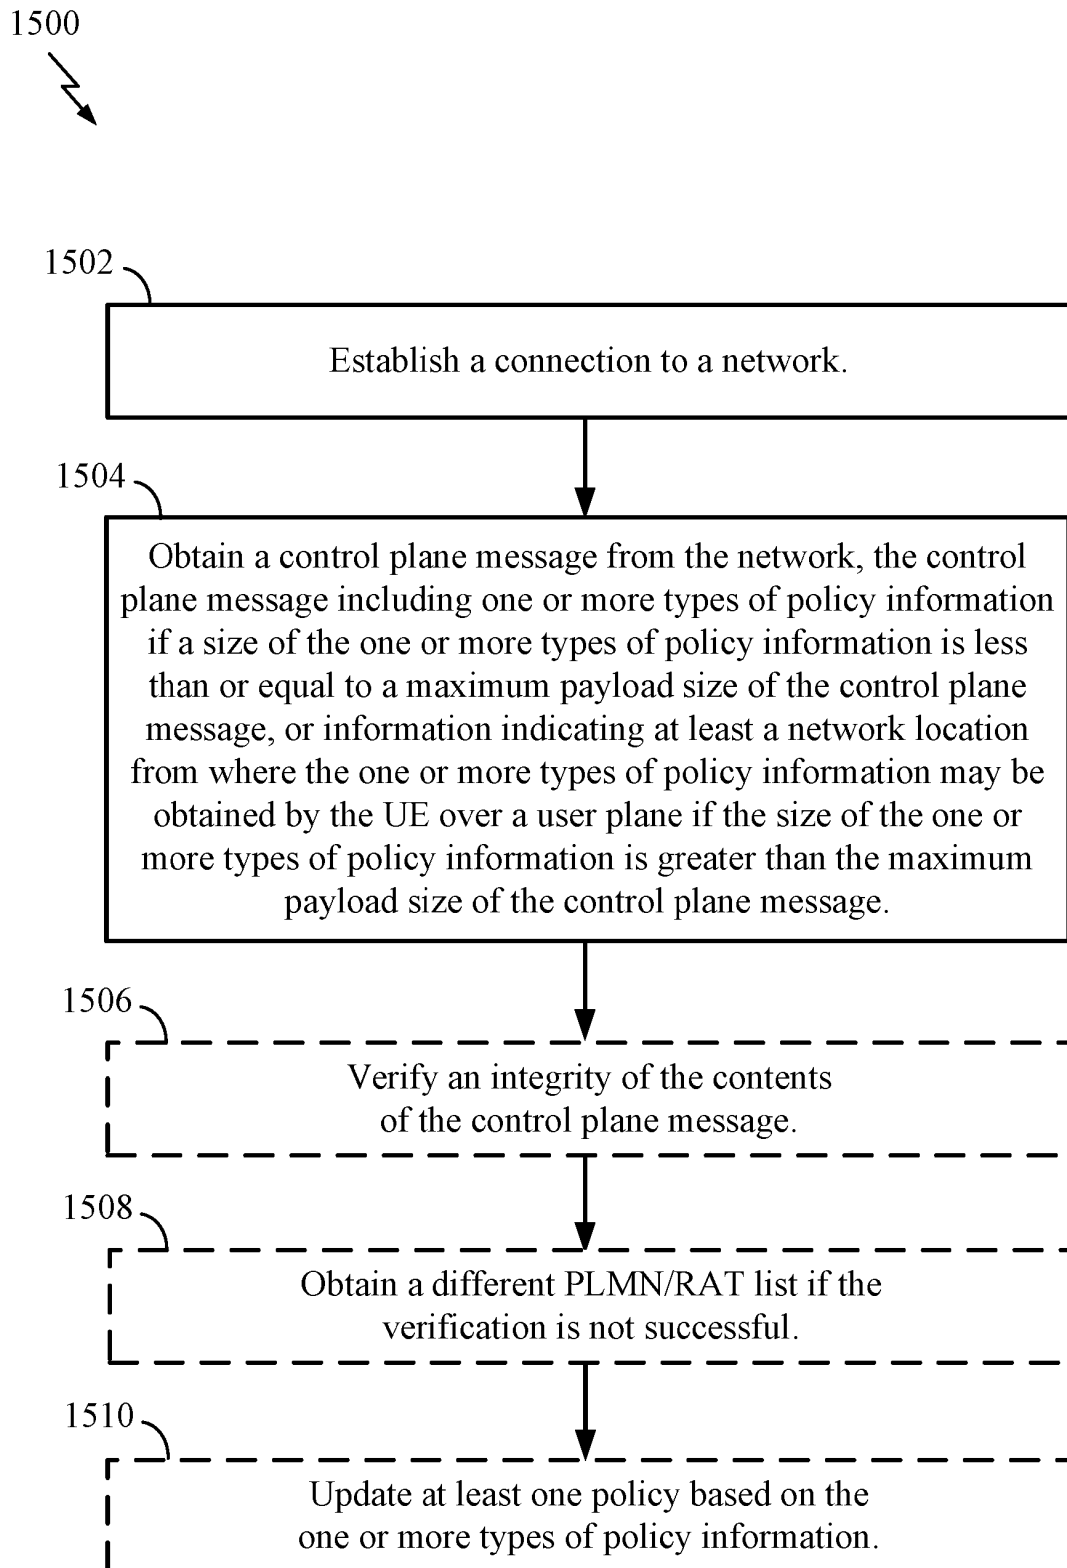 1500
1502
Establish a connection to a network.
1504
Obtain a control plane message from the network, the control
plane message including one or more types of policy information
if a size of the one or more types of policy information is less
than or equal to a maximum payload size of the control plane
message, or information indicating at least a network location
from where the one or more types of policy information may be
obtained by the UE over a user plane if the size of the one or
more types of policy information is greater than the maximum
payload size of the control plane message.
1506
Verify an integrity of the contents
of the control plane message.
1508
Obtain a different PLMN/RAT list if the
verification is not successful.
1510
Update at least one policy based on the
one or more types of policy information.